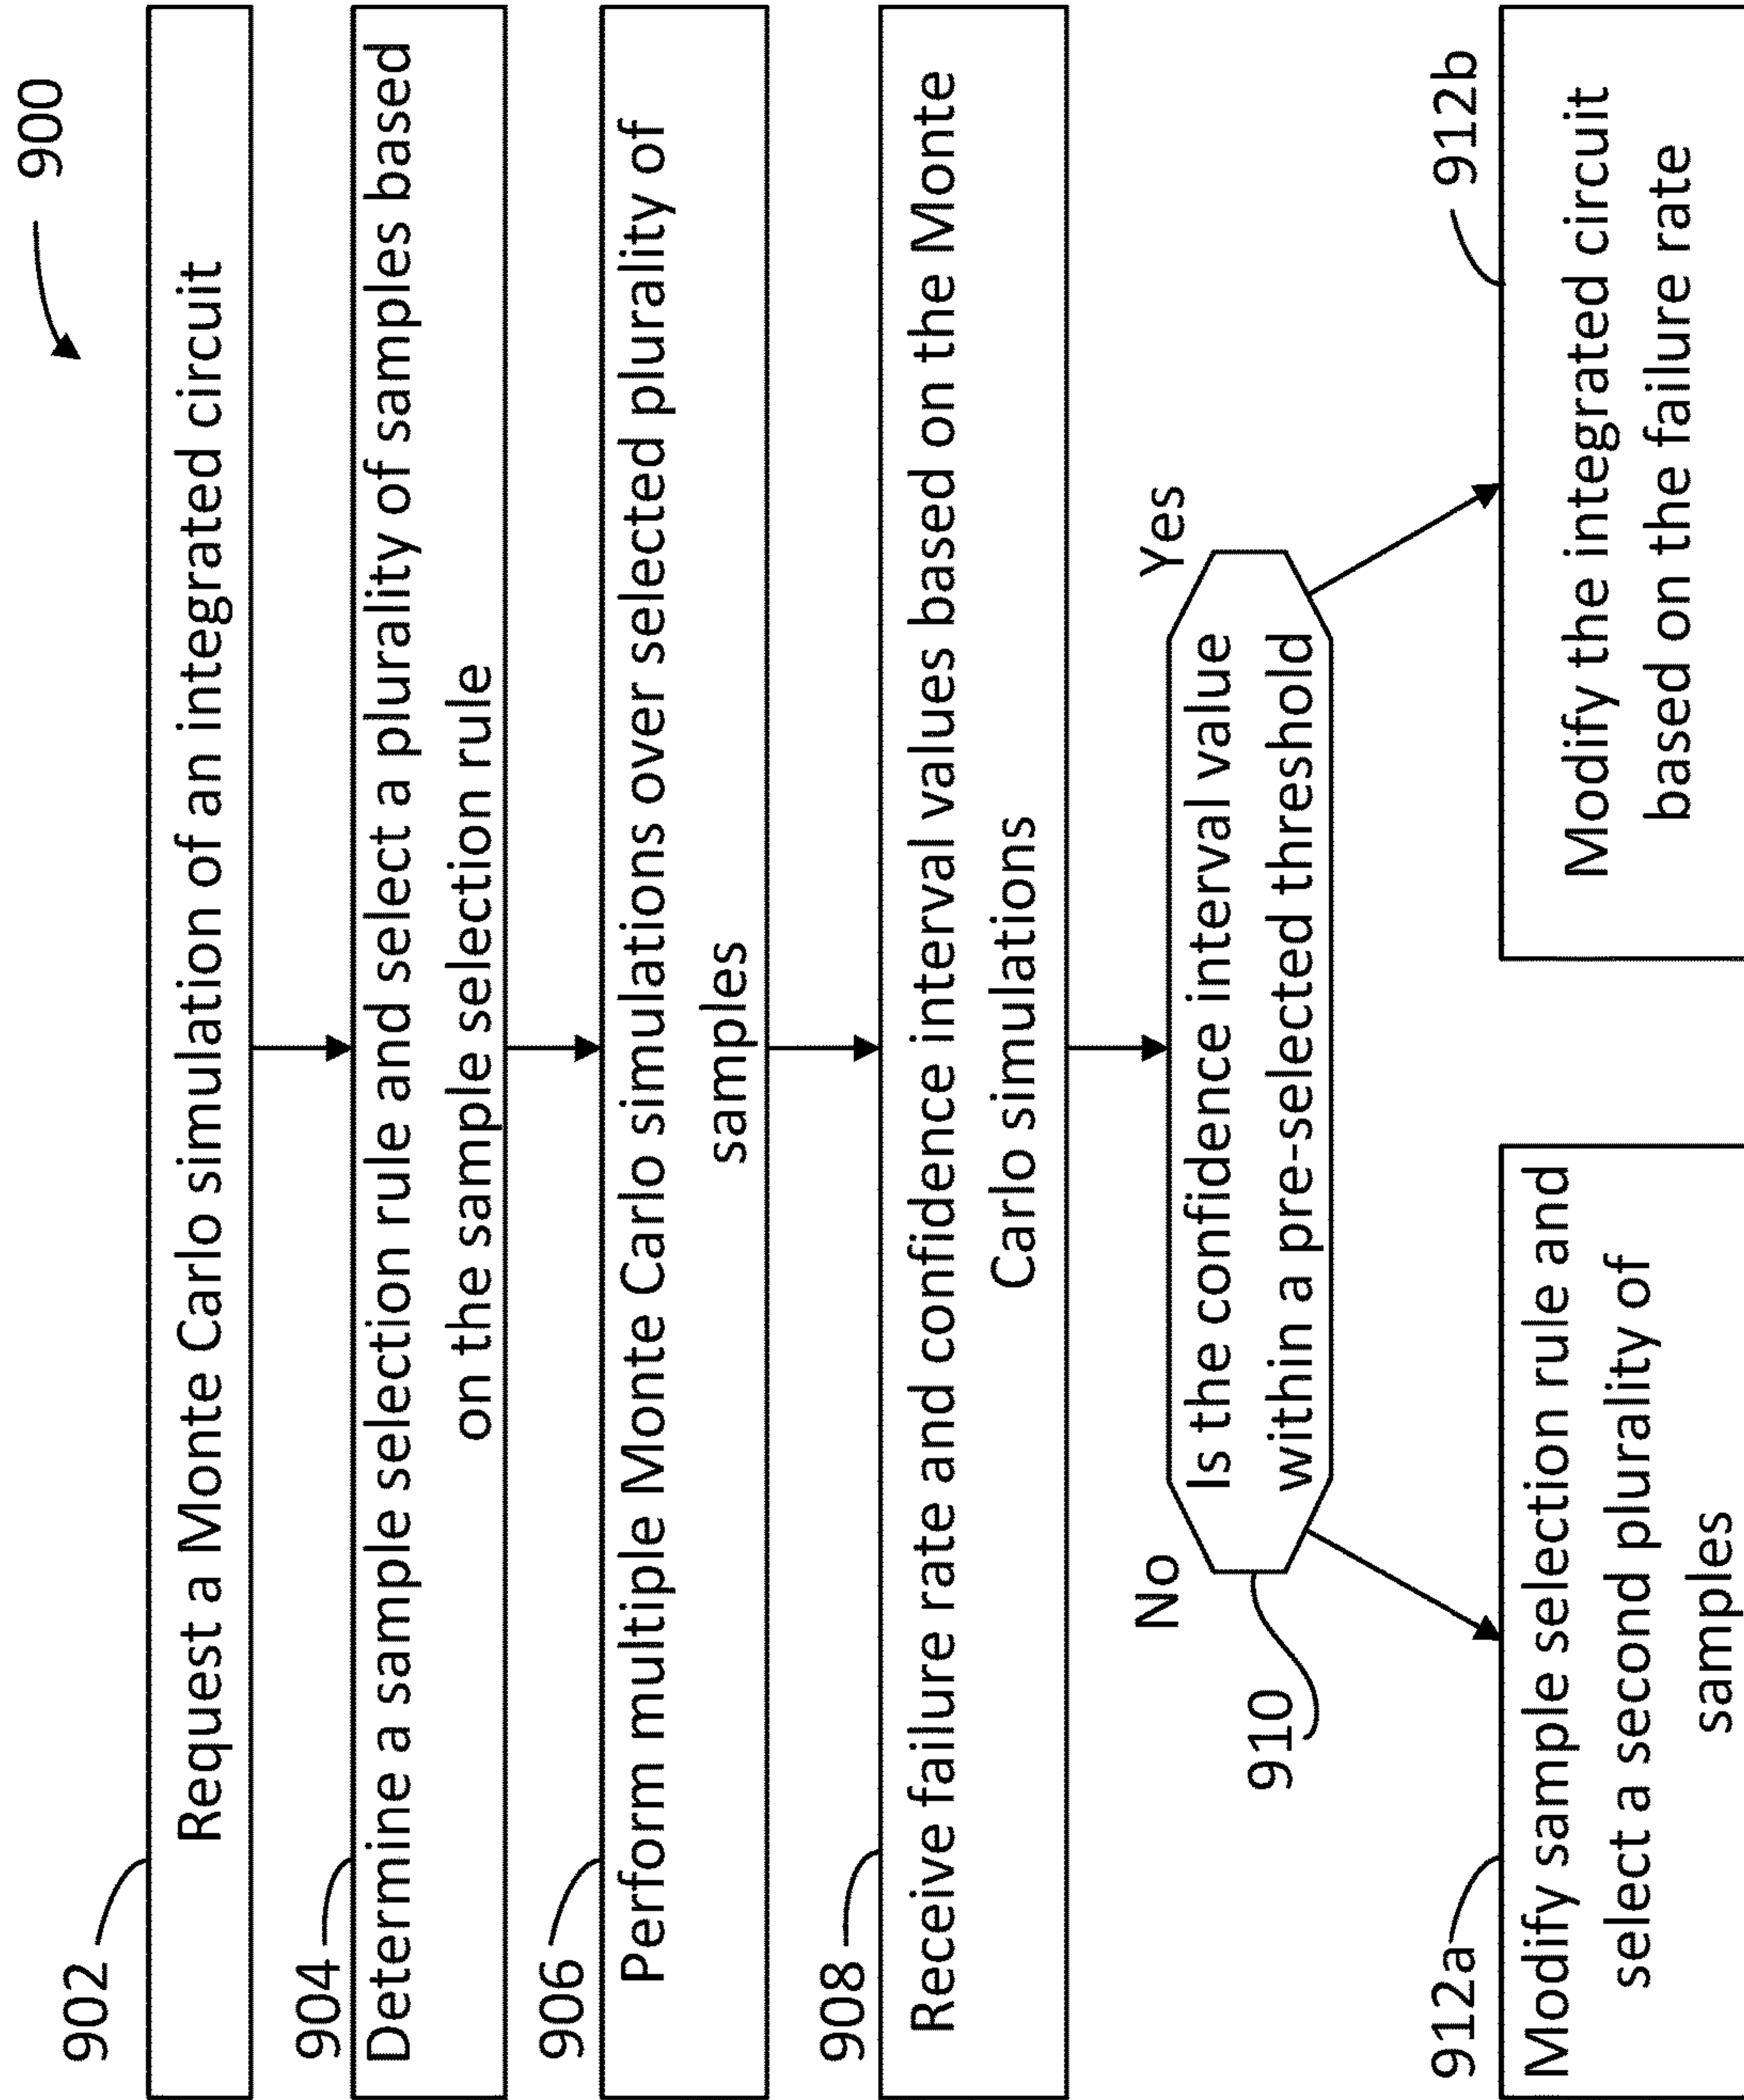 900
902
Request a Monte Carlo simulation of an integrated circuit
904
Determine a sample selection rule and select a plurality of samples based
on the sample selection rule
906
Perform multiple Monte Carlo simulations over selected plurality of
samples
908
Receive failure rate and confidence interval values based on the Monte
Carlo simulations
No
Yes
Is the confidence interval value
within a pre-selected threshold
910
912a
Modify sample selection rule and
select a second plurality of
samples
912b
Modify the integrated circuit
based on the failure rate